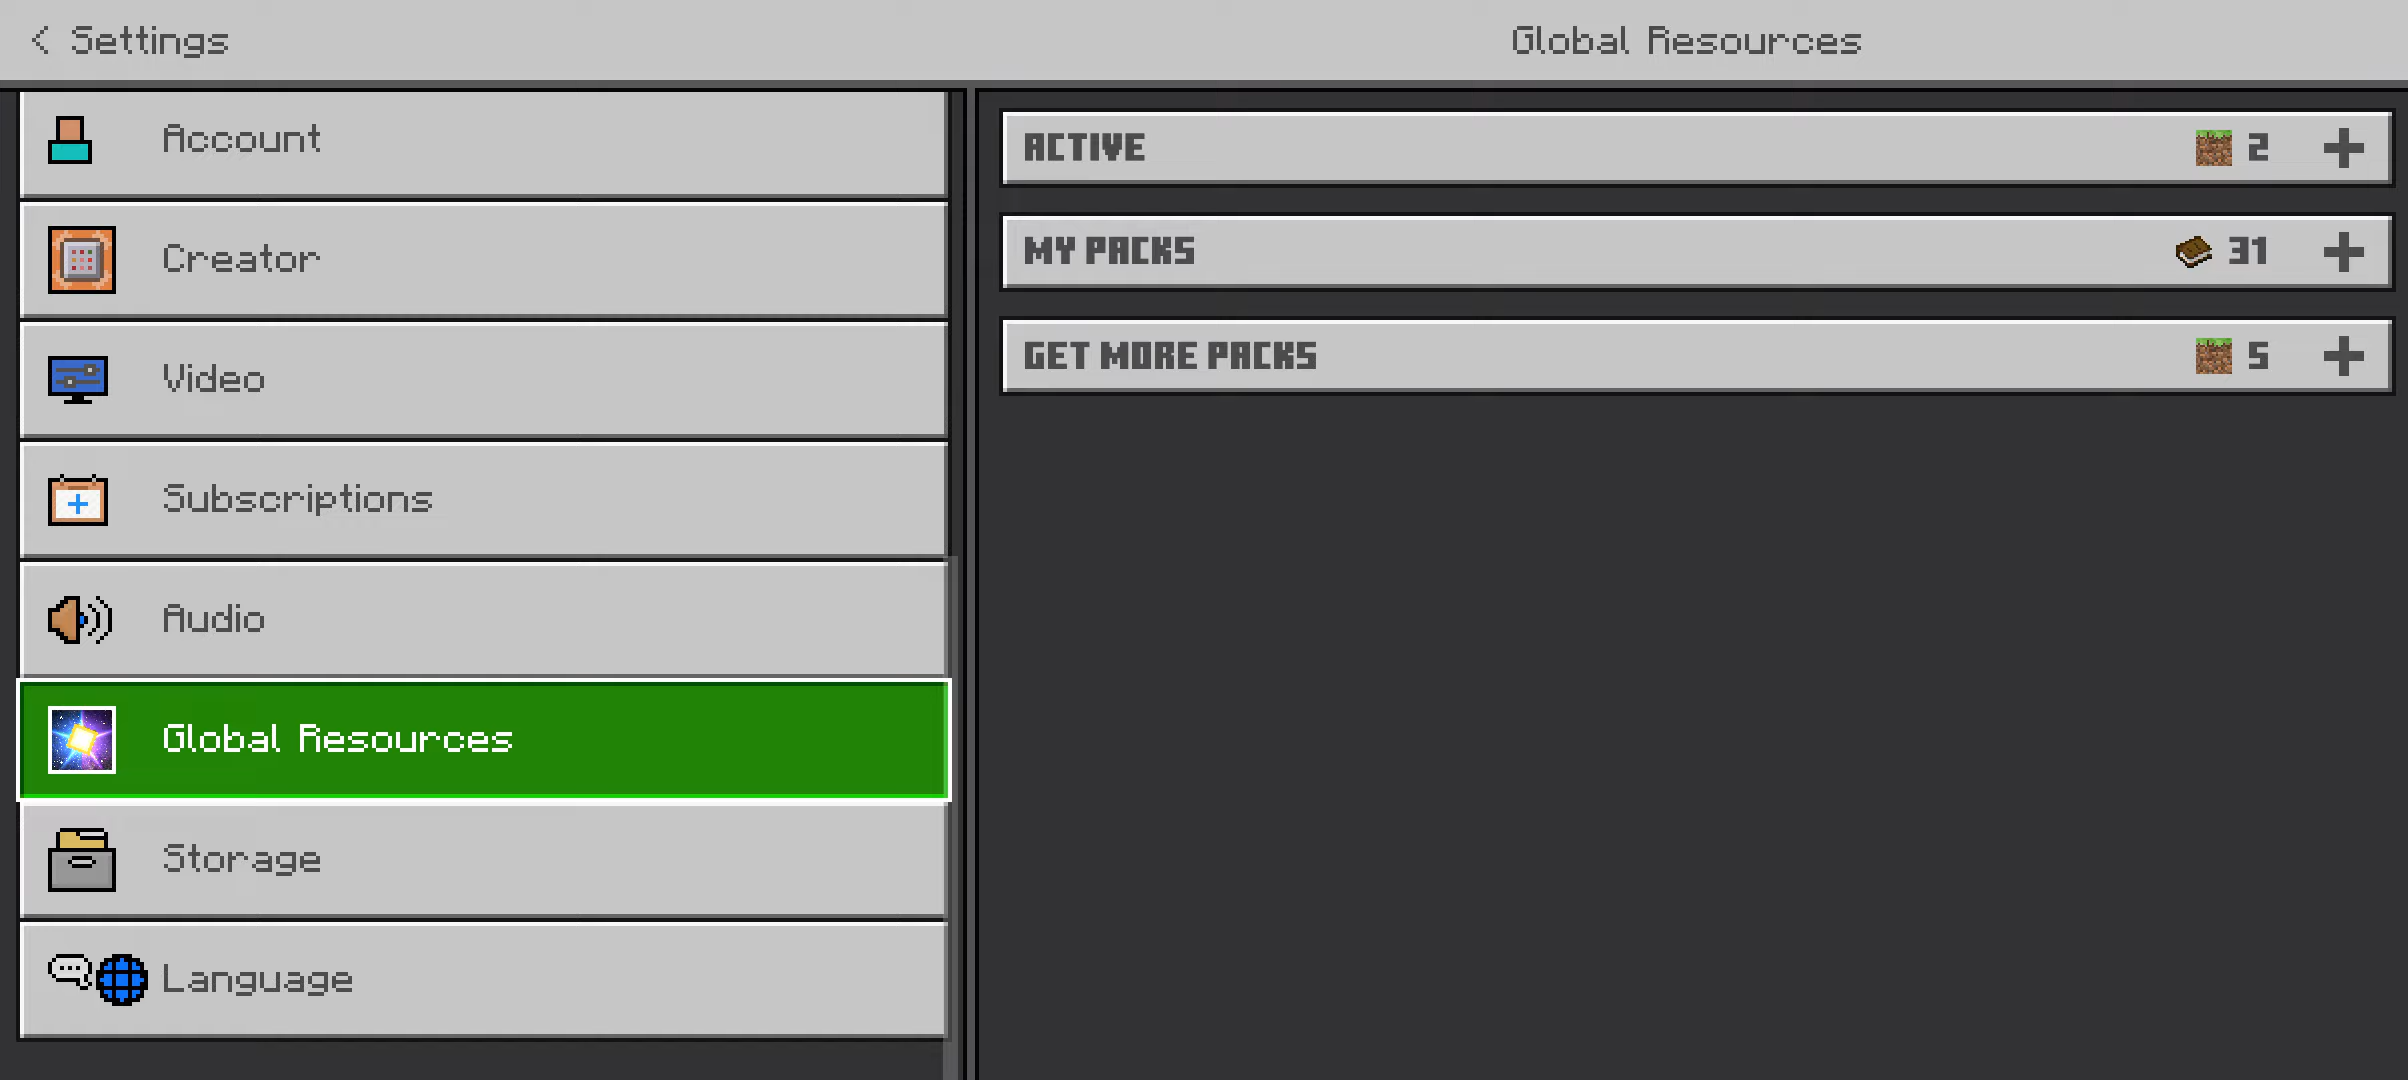 Settings
Global Resources
Account
Creator
Video
Subscriptions
Audio
Global Resources
Storage
Language
ACTIVE 2
MY PACKS 31
GET MORE PACKS 5